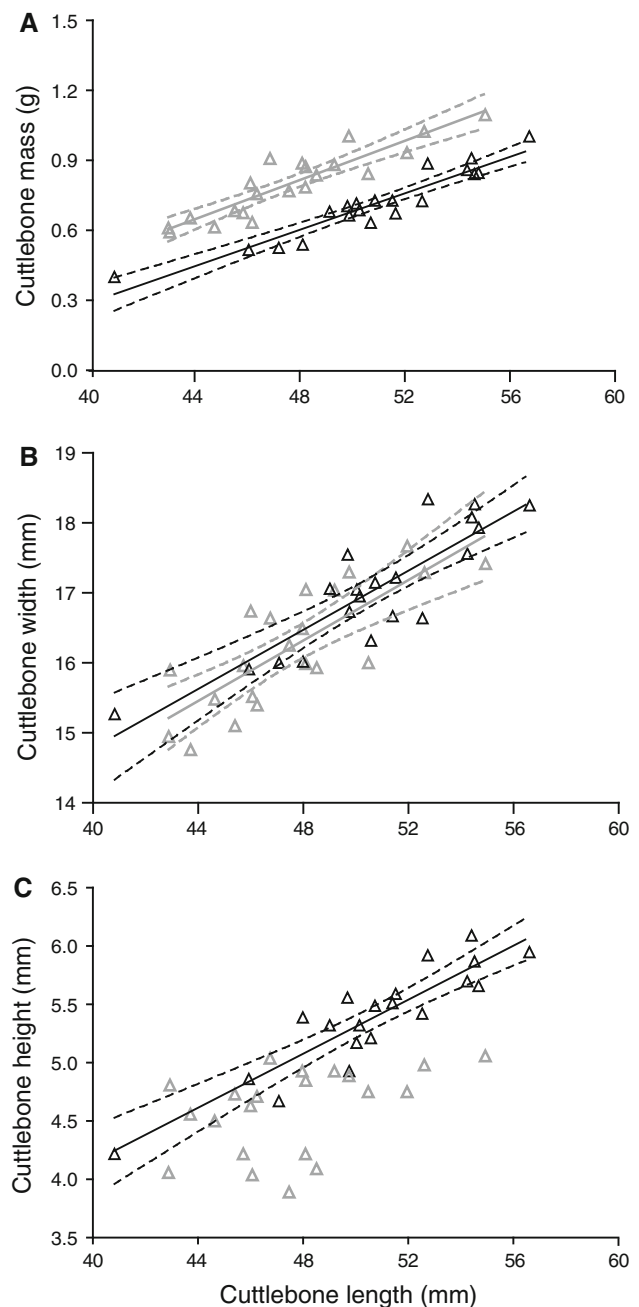 A
Cuttlebone mass (g)
1.5
1.2
0.9
0.6
0.3
0.0
40 44 48 52 56 60
B
Cuttlebone width (mm)
19
18
17
16
15
14
40 44 48 52 56 60
C
Cuttlebone height (mm)
6.5
6.0
5.5
5.0
4.5
4.0
3.5
40 44 48 52 56 60
Cuttlebone length (mm)